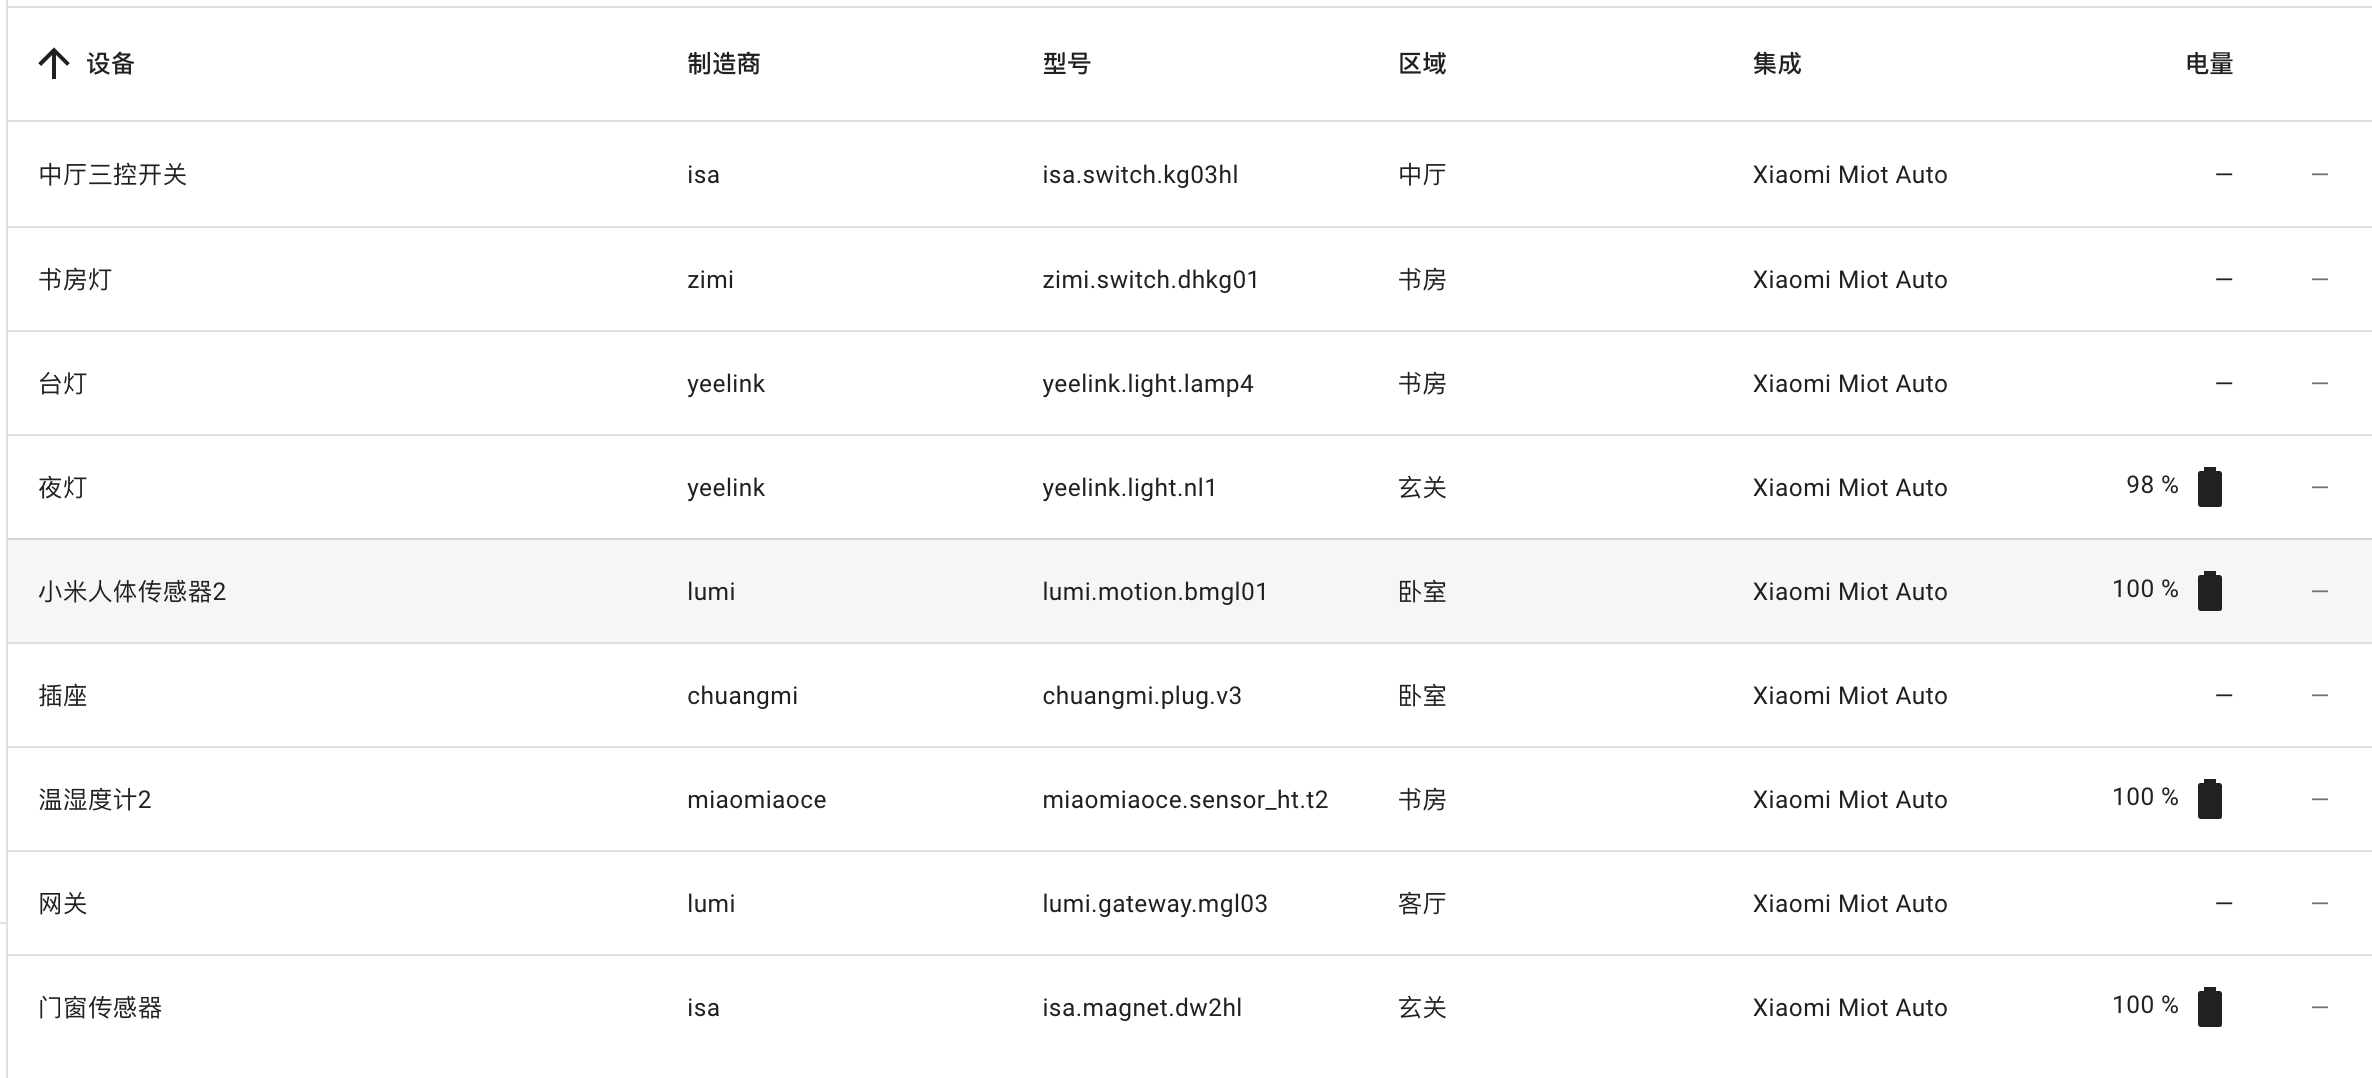 设备 制造商 型号 区域 集成 电量
中厅三控开关 isa isa.switch.kg03hl 中厅 Xiaomi Miot Auto — —
书房灯 zimi zimi.switch.dhkg01 书房 Xiaomi Miot Auto — —
台灯 yeelink yeelink.light.lamp4 书房 Xiaomi Miot Auto — —
夜灯 yeelink yeelink.light.nl1 玄关 Xiaomi Miot Auto 98 % —
小米人体传感器2 lumi lumi.motion.bmgl01 卧室 Xiaomi Miot Auto 100 % —
插座 chuangmi chuangmi.plug.v3 卧室 Xiaomi Miot Auto — —
温湿度计2 miaomiaoce miaomiaoce.sensor_ht.t2 书房 Xiaomi Miot Auto 100 % —
网关 lumi lumi.gateway.mgl03 客厅 Xiaomi Miot Auto — —
门窗传感器 isa isa.magnet.dw2hl 玄关 Xiaomi Miot Auto 100 % —